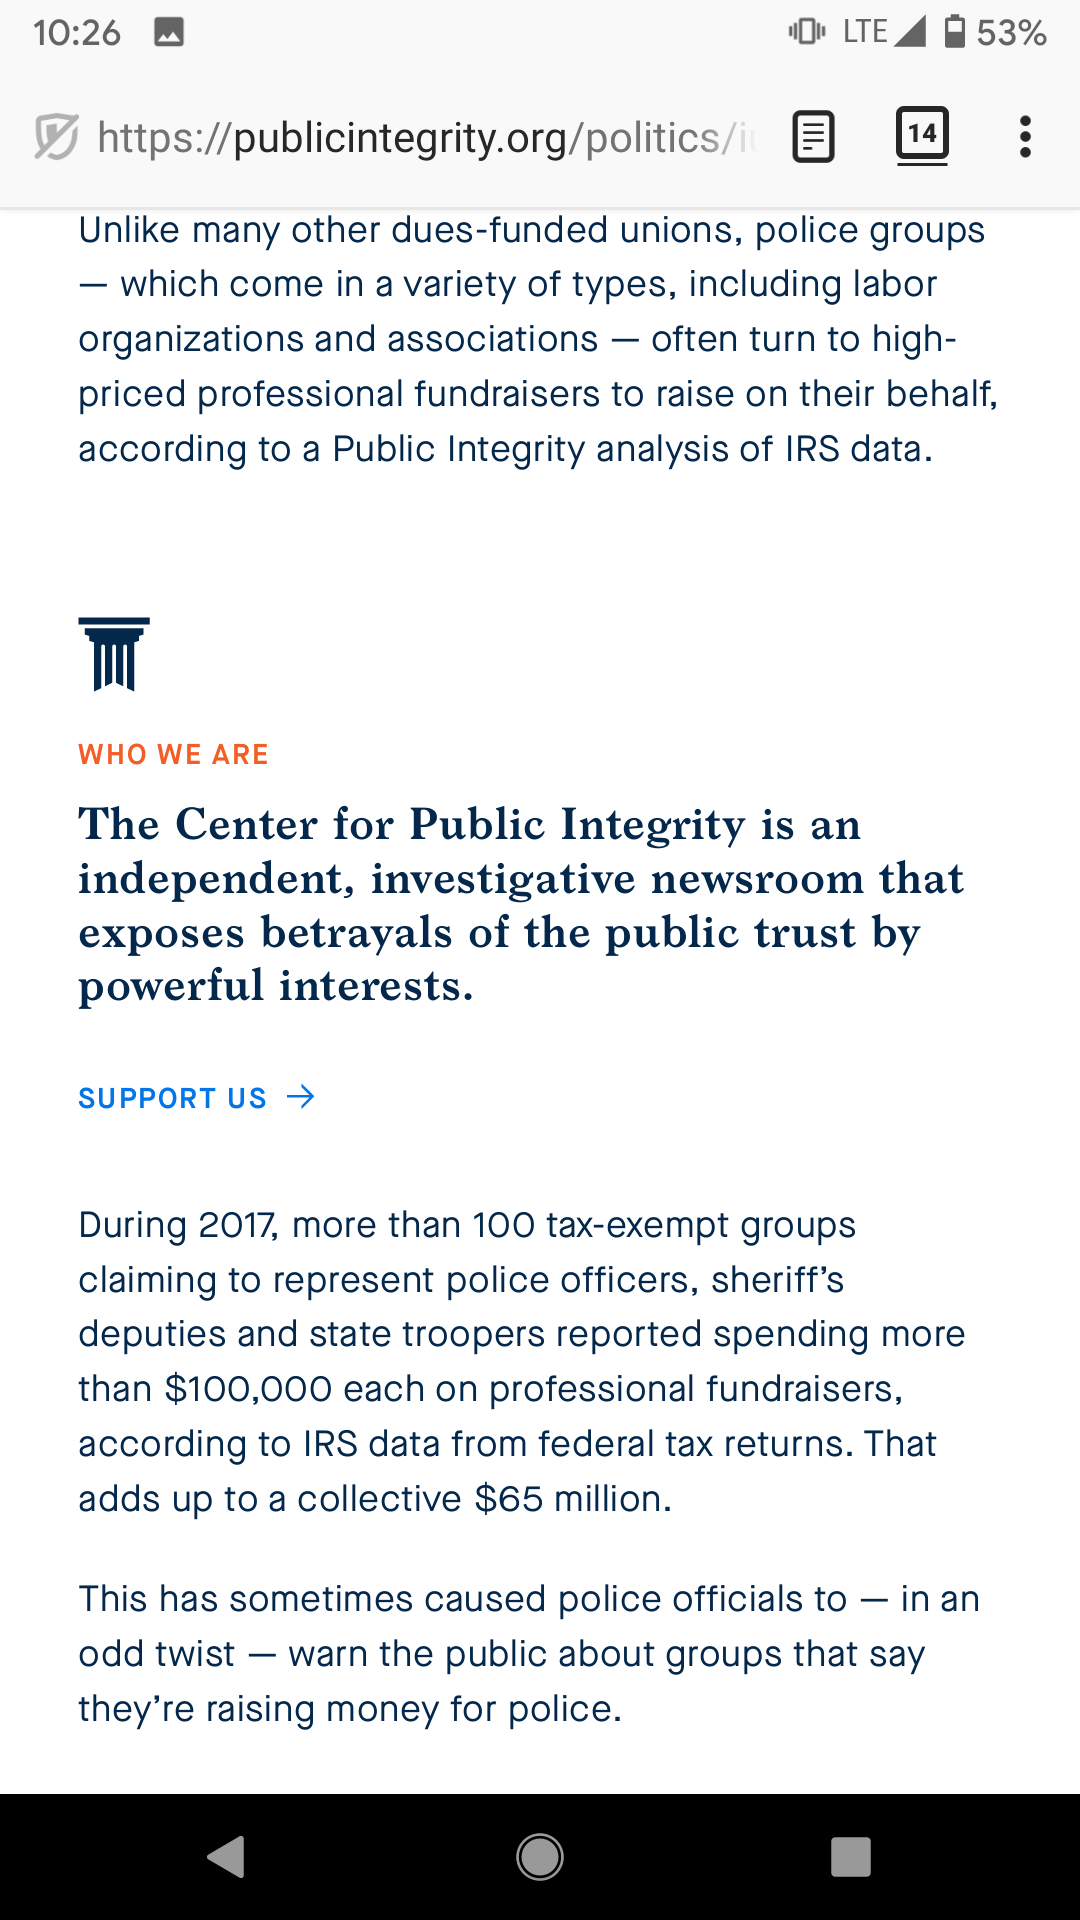 10:26
LTE 53%
https://publicintegrity.org/politics/
14
Unlike many other dues-funded unions, police groups
— which come in a variety of types, including labor
organizations and associations — often turn to high-
priced professional fundraisers to raise on their behalf,
according to a Public Integrity analysis of IRS data.
WHO WE ARE
The Center for Public Integrity is an
independent, investigative newsroom that
exposes betrayals of the public trust by
powerful interests.
SUPPORT US →
During 2017, more than 100 tax-exempt groups
claiming to represent police officers, sheriff’s
deputies and state troopers reported spending more
than $100,000 each on professional fundraisers,
according to IRS data from federal tax returns. That
adds up to a collective $65 million.
This has sometimes caused police officials to — in an
odd twist — warn the public about groups that say
they’re raising money for police.